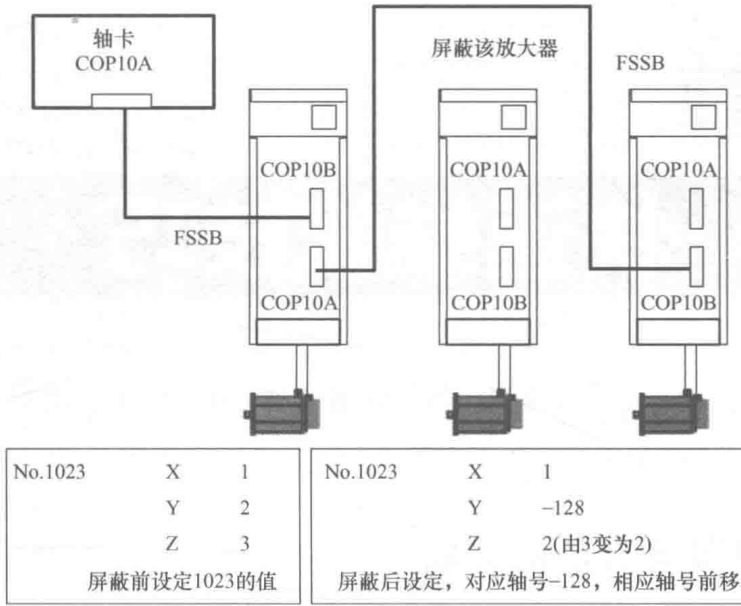 轴卡
COP10A
屏蔽该放大器
FSSB
COP10B
COP10A
COP10A
FSSB
COP10A
COP10B
COP10B
No.1023 X 1
Y 2
Z 3
屏蔽前设定1023的值
No.1023 X 1
Y –128
Z 2(由3变为2)
屏蔽后设定，对应轴号–128，相应轴号前移